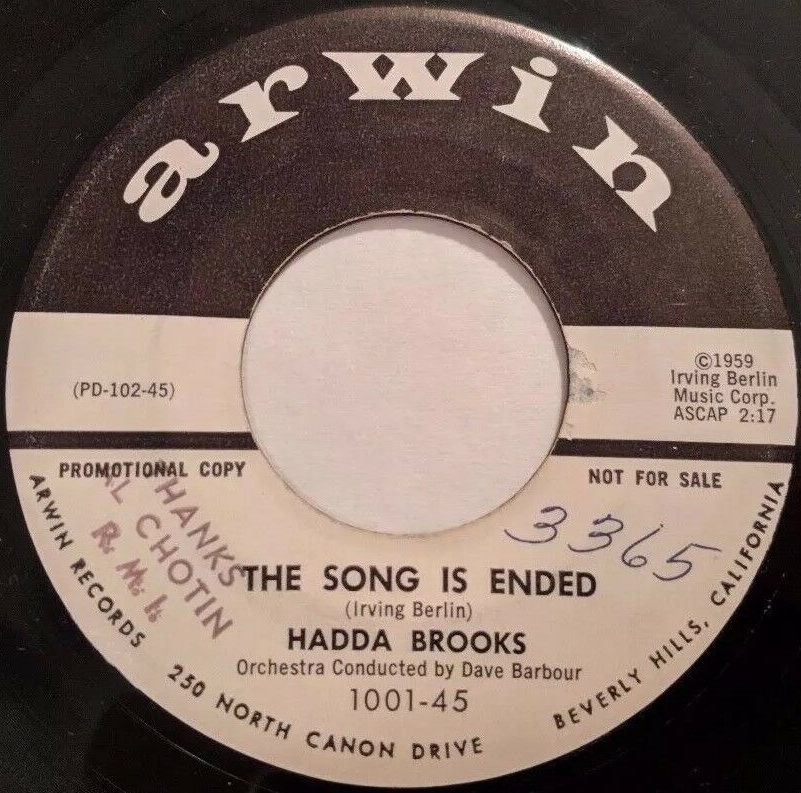 arwin
(PD-102-45)
©1959
Irving Berlin
Music Corp.
ASCAP 2:17
PROMOTIONAL COPY
NOT FOR SALE
THANKS
AL CHOTIN
R. M. I.
3365
THE SONG IS ENDED
(Irving Berlin)
HADDA BROOKS
Orchestra Conducted by Dave Barbour
1001-45
ARWIN RECORDS 250 NORTH CANON DRIVE BEVERLY HILLS, CALIFORNIA